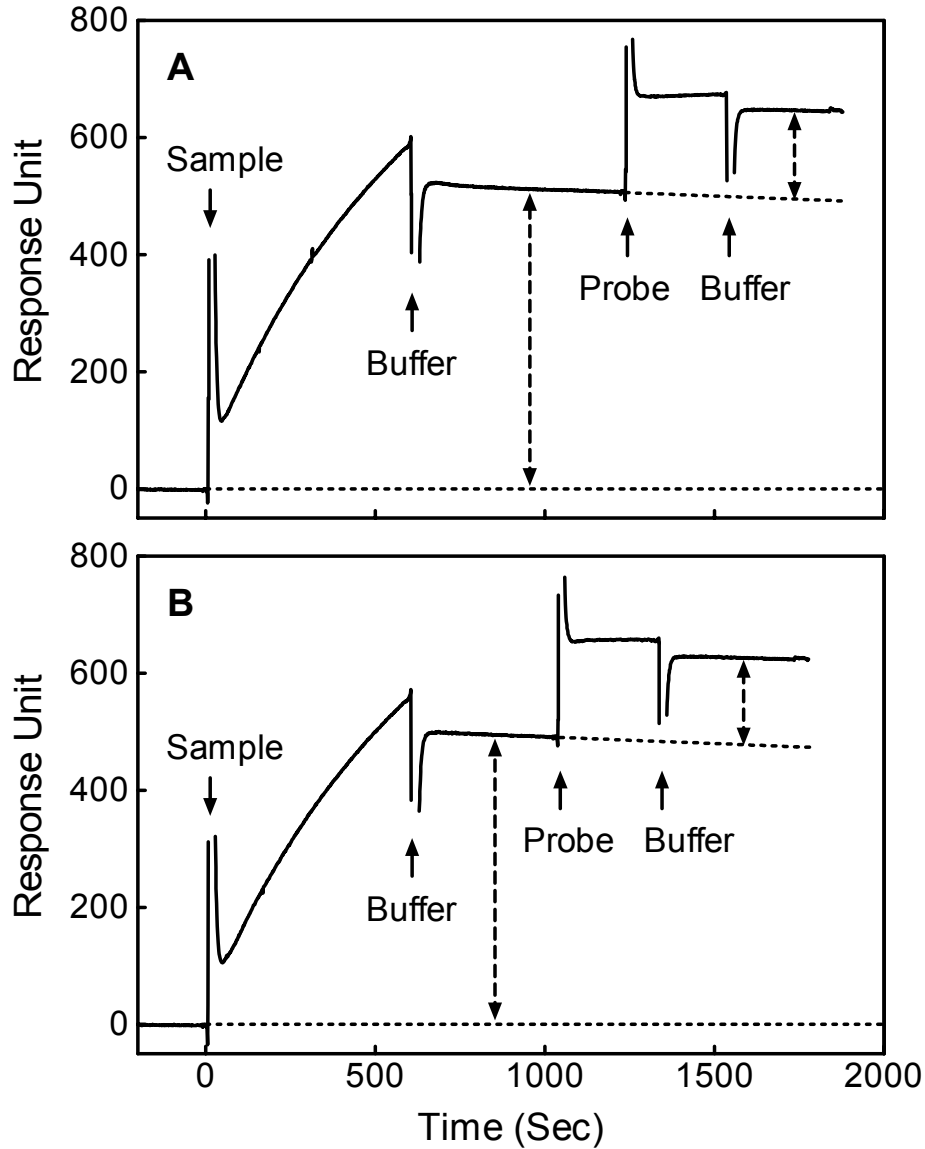 800
A
600
Sample
Response Unit
400
Probe Buffer
Buffer
200
0
800
B
600
Sample
Response Unit
400
Probe Buffer
Buffer
200
0
0 500 1000 1500 2000
Time (Sec)